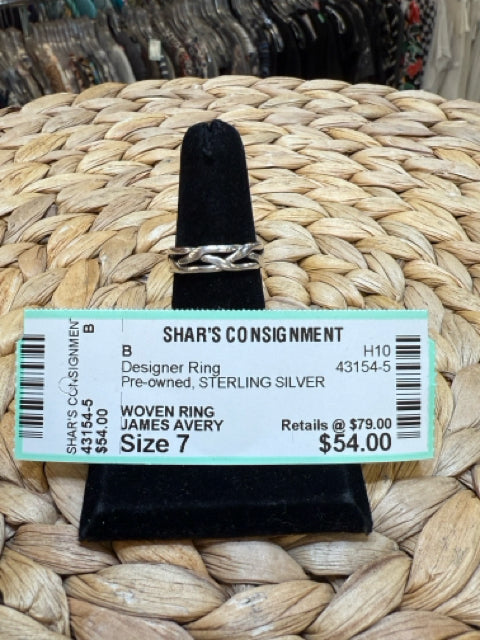 SHAR'S CONSIGNMENT
B
43154-5
$54.00
SHAR'S CONSIGNMENT
B H10
Designer Ring 43154-5
Pre-owned, STERLING SILVER
WOVEN RING
JAMES AVERY Retails @ $79.00
Size 7 $54.00